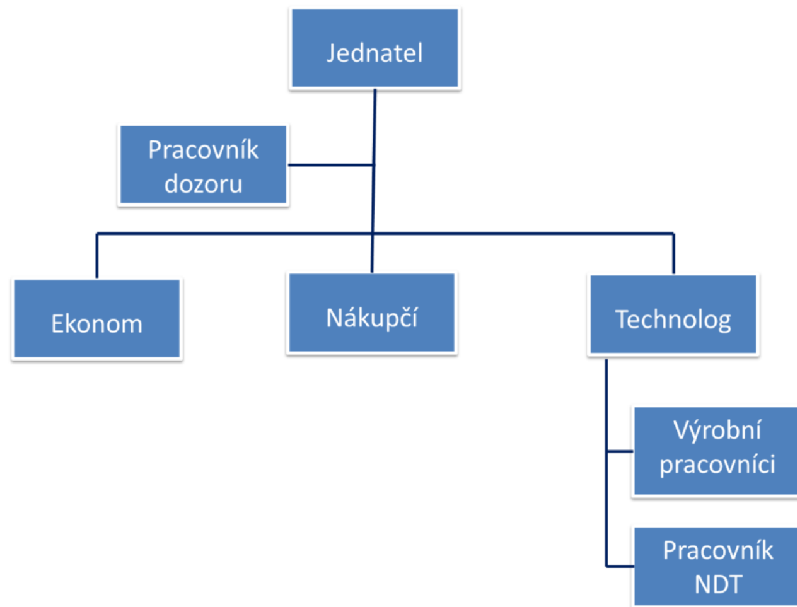 Jednatel
Pracovník
dozoru
Ekonom
Nákupčí
Technolog
Výrobní
pracovníci
Pracovník
NDT